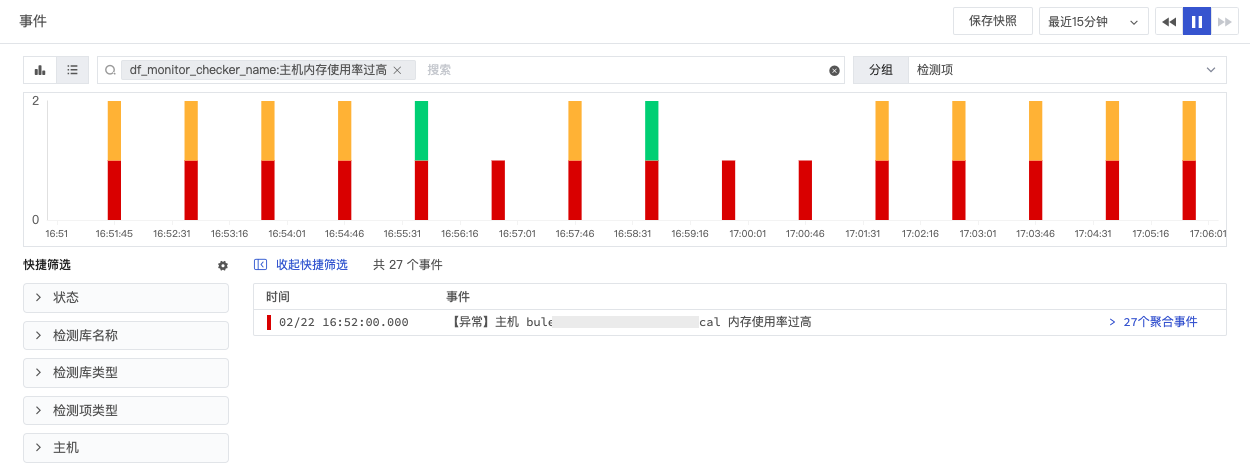 事件
保存快照
最近15分钟
df_monitor_checker_name:主机内存使用率过高
搜索
分组
检测项
2
0
16:51 16:51:45 16:52:31 16:53:16 16:54:01 16:54:46 16:55:31 16:56:16 16:57:01 16:57:46 16:58:31 16:59:16 17:00:01 17:00:46 17:01:31 17:02:16 17:03:01 17:03:46 17:04:31 17:05:16 17:06:01
快捷筛选
收起快捷筛选 共 27 个事件
状态
检测库名称
检测库类型
检测项类型
主机
时间 事件
02/22 16:52:00.000 【异常】主机 bule cal 内存使用率过高 > 27个聚合事件